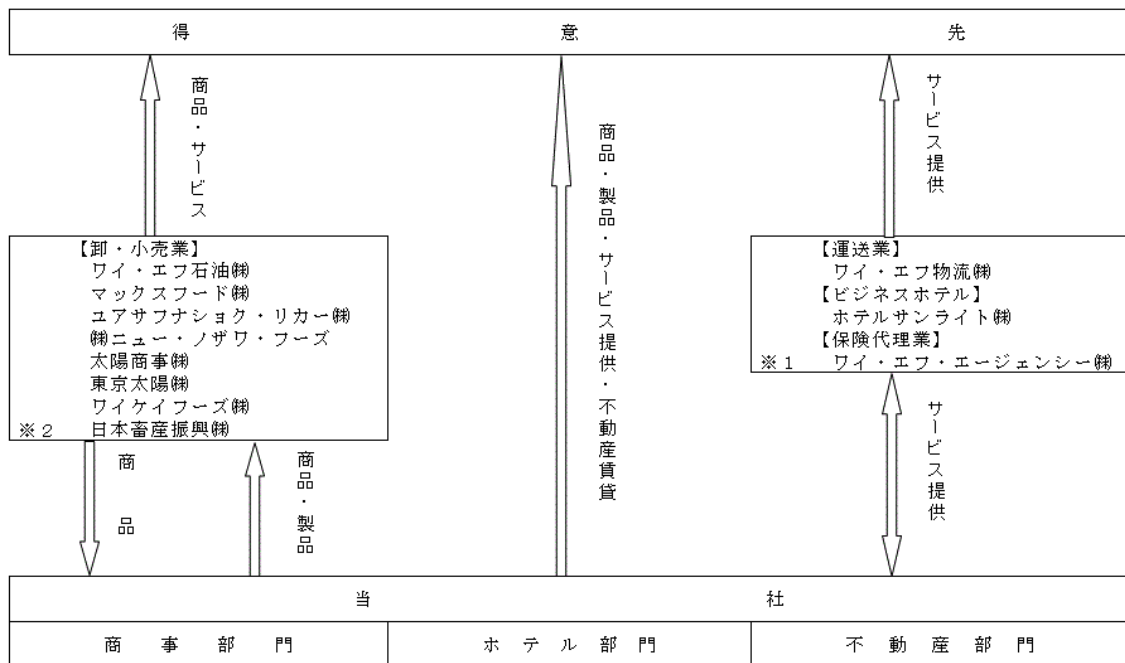 得意先
商品・サービス
商品・製品・サービス提供・不動産賃貸
サービス提供
【卸・小売業】
ワイ・エフ石油㈱
マックスフード㈱
ユアサフナショク・リカー㈱
㈱ニュー・ノザワ・フーズ
太陽商事㈱
東京太陽㈱
ワイケイフーズ㈱
※2 日本畜産振興㈱
【運送業】
ワイ・エフ物流㈱
【ビジネスホテル】
ホテルサンライト㈱
【保険代理業】
※1 ワイ・エフ・エージェンシー㈱
商品
商品・製品
サービス提供
当社
商事部門
ホテル部門
不動産部門